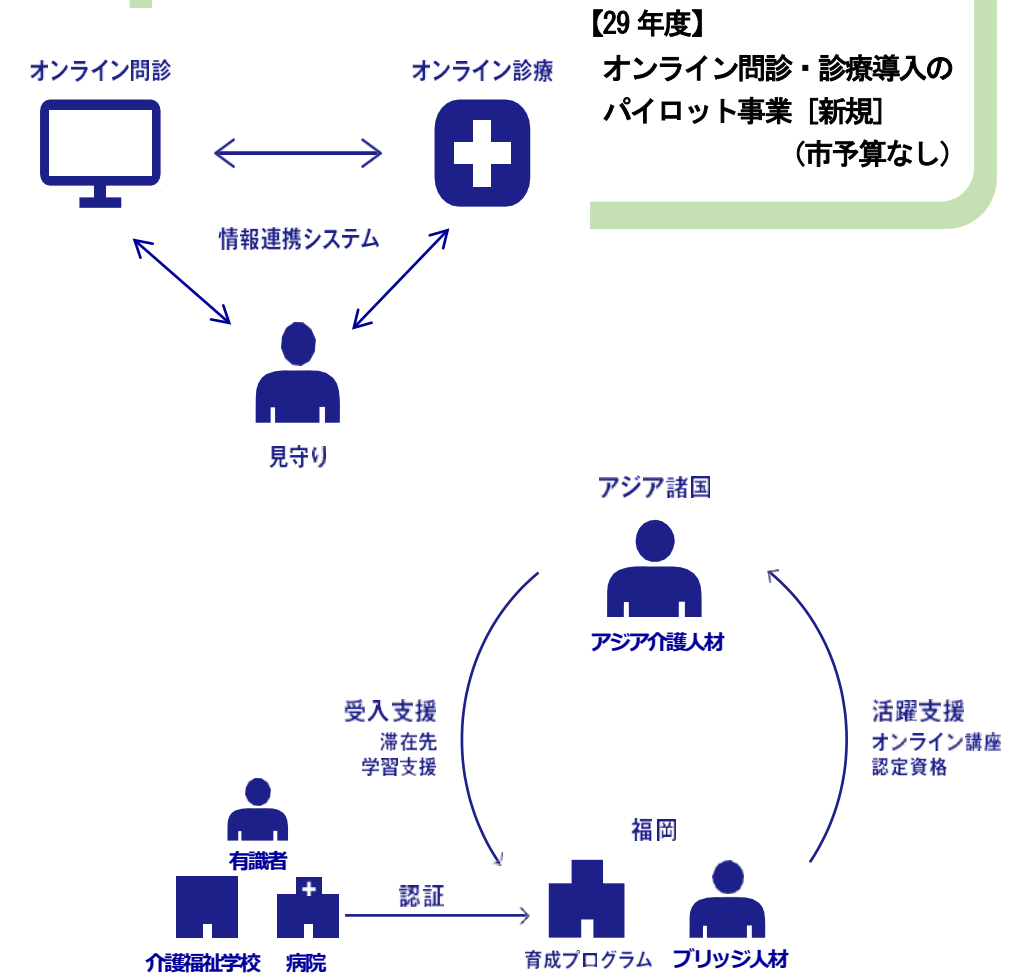 【29年度】
オンライン問診・診療導入の
パイロット事業［新規］
（市予算なし）
オンライン問診
オンライン診療
情報連携システム
見守り
アジア諸国
アジア介護人材
受入支援
滞在先
学習支援
活躍支援
オンライン講座
認定資格
福岡
有識者
認証
介護福祉学校
病院
育成プログラム
ブリッジ人材